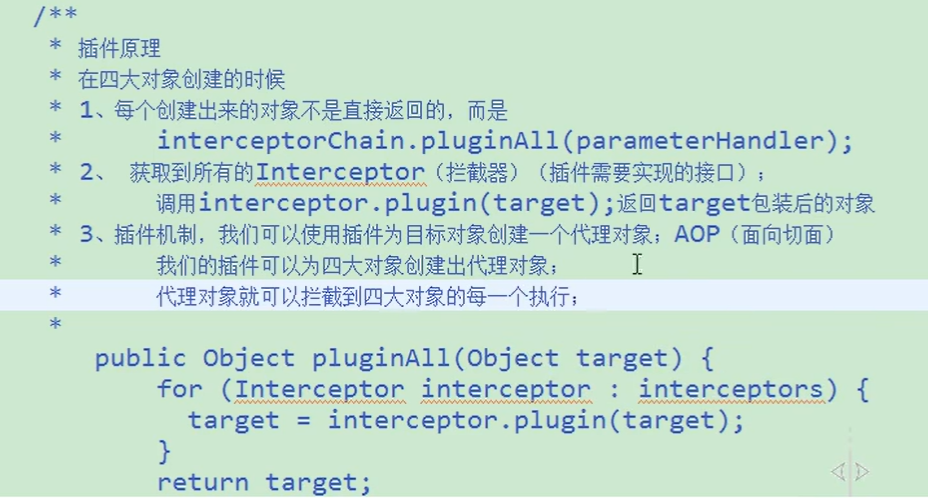 /**
* 插件原理
* 在四大对象创建的时候
* 1、每个创建出来的对象不是直接返回的，而是
* interceptorChain.pluginAll(parameterHandler);
* 2、 获取到所有的Interceptor（拦截器）（插件需要实现的接口）；
* 调用interceptor.plugin(target);返回target包装后的对象
* 3、插件机制，我们可以使用插件为目标对象创建一个代理对象；AOP（面向切面）
* 我们的插件可以为四大对象创建出代理对象；
* 代理对象就可以拦截到四大对象的每一个执行；
*
public Object pluginAll(Object target) {
for (Interceptor interceptor : interceptors) {
target = interceptor.plugin(target);
}
return target;